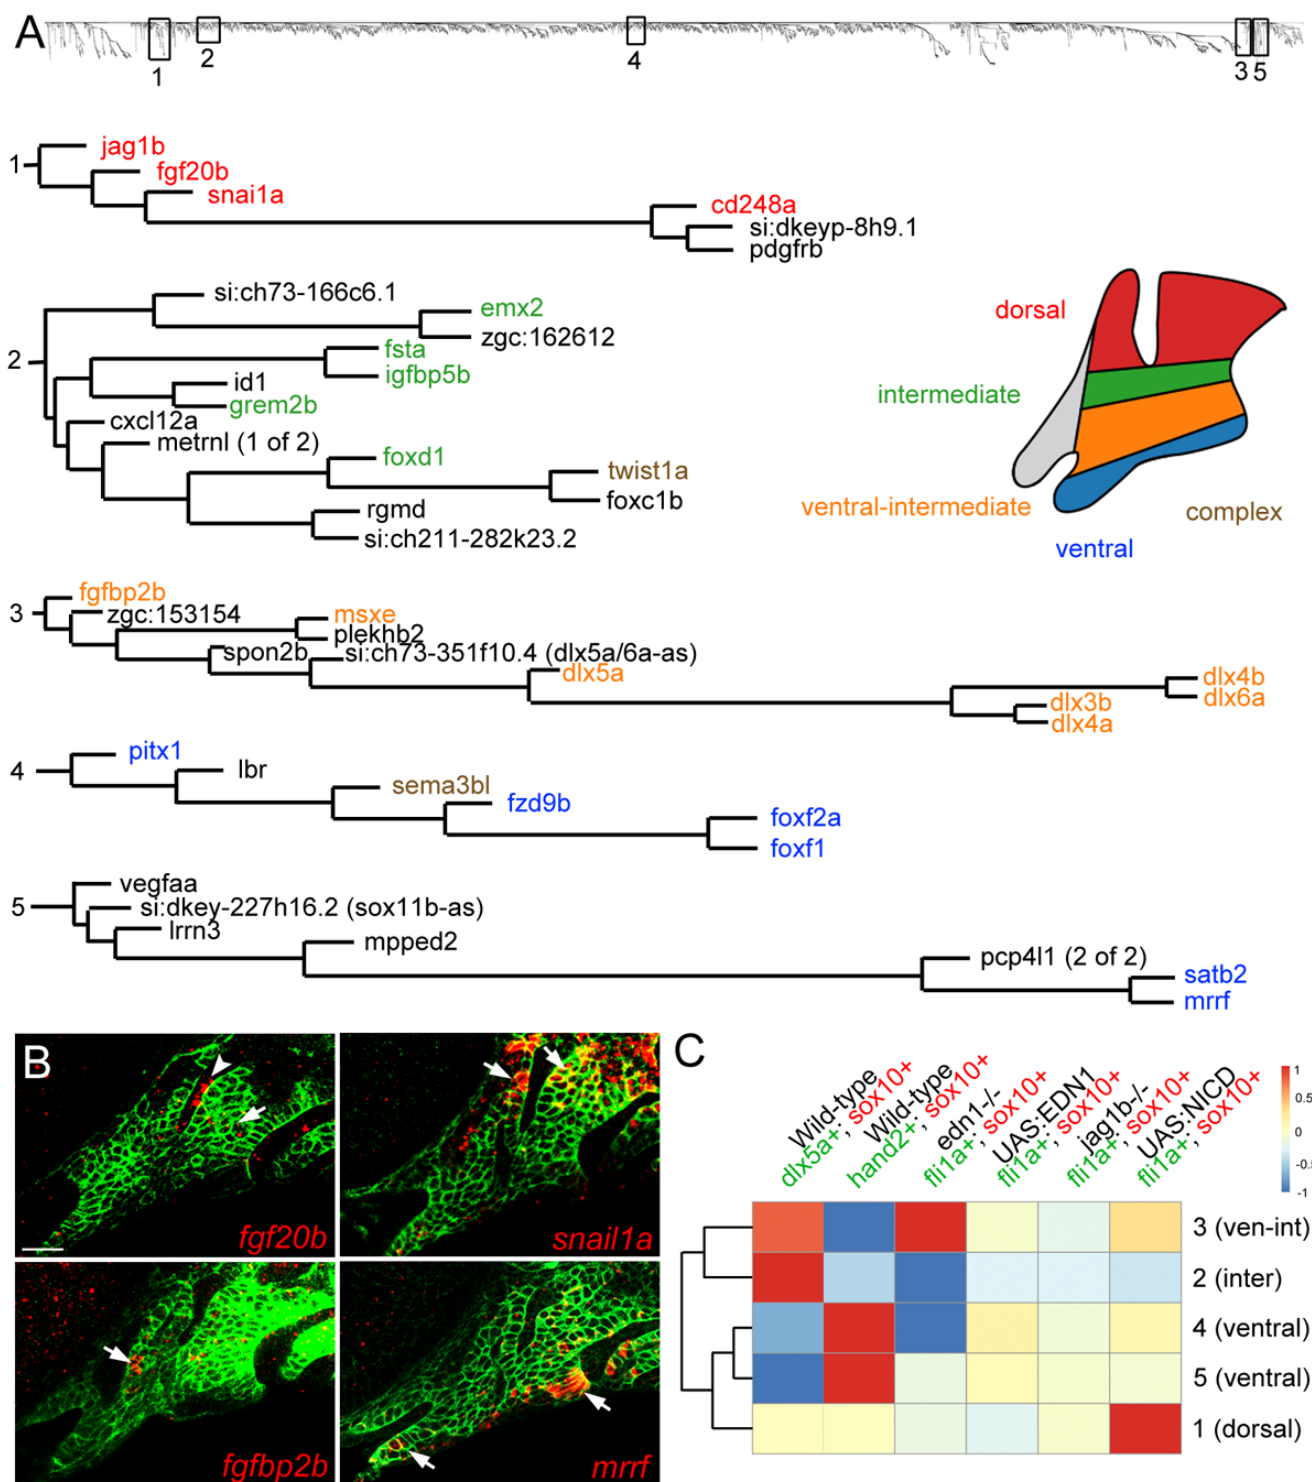 A
1
2
4
3
5
1
jag1b
fgf20b
snai1a
cd248a
si:dkeyp-8h9.1
pdgfrb
2
si:ch73-166c6.1
emx2
zgc:162612
fsta
igfbp5b
id1
grem2b
cxcl12a
metrnl (1 of 2)
foxd1
twist1a
foxc1b
rgmd
si:ch211-282k23.2
dorsal
intermediate
ventral-intermediate
complex
ventral
3
fgfbp2b
zgc:153154
msxe
plekhb2
spon2b
si:ch73-351f10.4 (dlx5a/6a-as)
dlx5a
dlx4b
dlx6a
dlx3b
dlx4a
4
pitx1
lbr
sema3bl
fzd9b
foxf2a
foxf1
5
vegfaa
si:dkey-227h16.2 (sox11b-as)
lrrn3
mpped2
pcp4l1 (2 of 2)
satb2
mrrf
B
fgf20b
snail1a
fgfbp2b
mrrf
C
Wild-type
dlx5a+; sox10+
Wild-type
hand2+; sox10+
edn1-/-
fli1a+; sox10+
UAS:EDN1
fli1a+; sox10+
jag1b-/-
fli1a+; sox10+
UAS:NICD
fli1a+; sox10+
1
0.5
0
-0.5
-1
3 (ven-int)
2 (inter)
4 (ventral)
5 (ventral)
1 (dorsal)